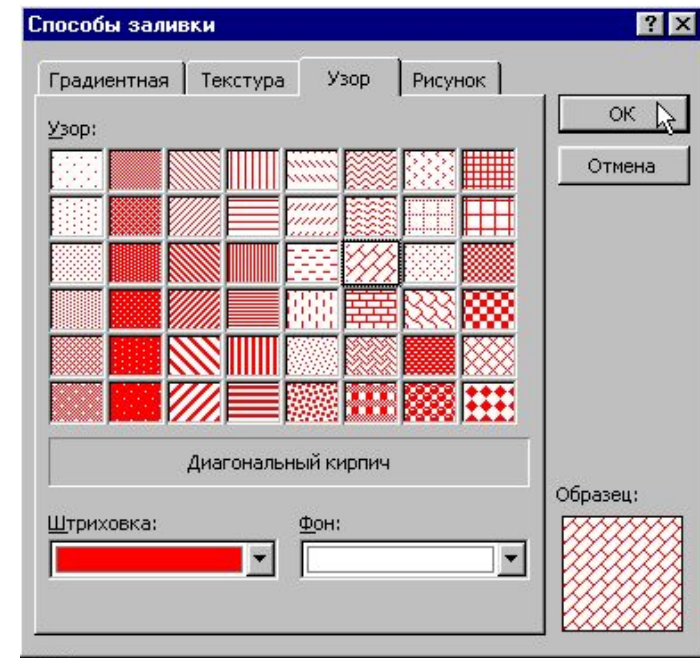 Способы заливки
Градиентная Текстура Узор Рисунок
Узор:
ОК
Отмена
Диагональный кирпич
Штриховка: Фон:
Образец: